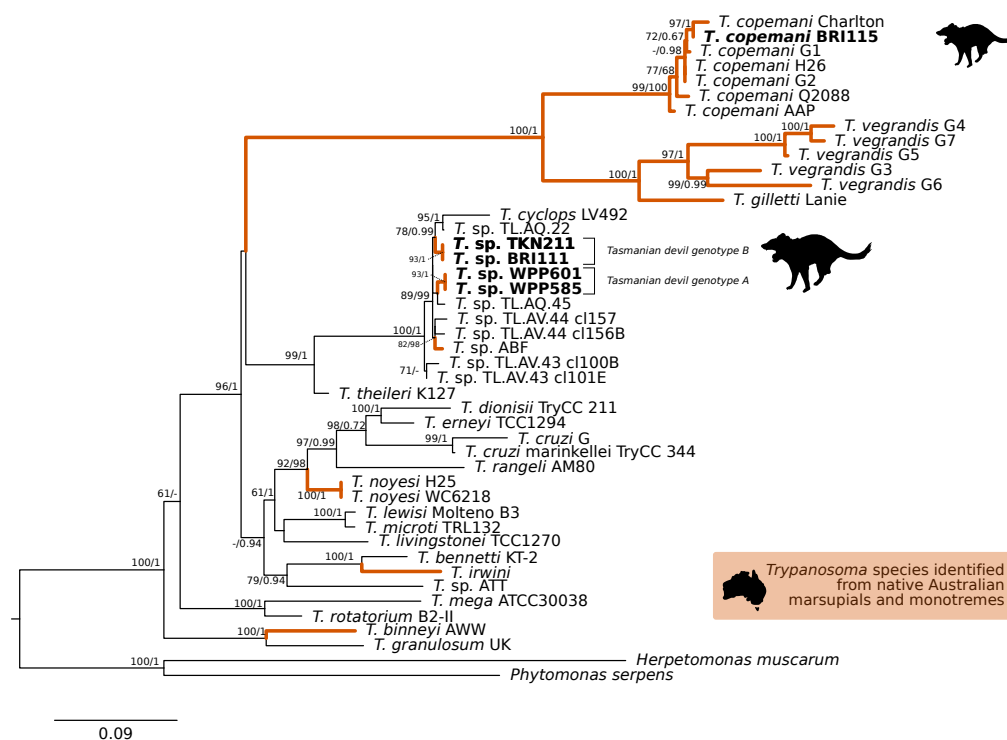 97/1
T. copemani Charlton
72/0.67
T. copemani BRI115
-/0.98
T. copemani G1
T. copemani H26
77/68
T. copemani G2
99/100
T. copemani Q2088
T. copemani AAP
100/1
100/1
T. vegrandis G4
100/1
T. vegrandis G7
97/1
T. vegrandis G5
100/1
T. vegrandis G3
99/0.99
T. vegrandis G6
T. gilletti Lanie
95/1
T. cyclops LV492
78/0.99
T. sp. TL.AQ.22
T. sp. TKN211
Tasmanian devil genotype B
93/1
T. sp. BRI111
93/1
T. sp. WPP601
Tasmanian devil genotype A
T. sp. WPP585
89/99
T. sp. TL.AQ.45
T. sp. TL.AV.44 cl157
100/1
T. sp. TL.AV.44 cl156B
82/98
T. sp. ABF
T. sp. TL.AV.43 cl100B
71/-
T. sp. TL.AV.43 cl101E
99/1
T. theileri K127
96/1
100/1
T. dionisii TryCC 211
98/0.72
T. erneyi TCC1294
97/0.99
99/1
T. cruzi G
T. cruzi marinkellei TryCC 344
92/98
T. rangeli AM80
T. noyesi H25
61/-
61/1
100/1
T. noyesi WC6218
T. lewisi Molteno B3
100/1
T. microti TRL132
T. livingstonei TCC1270
-/0.94
100/1
T. bennetti KT-2
T. irwini
79/0.94
T. sp. ATT
100/1
100/1
T. mega ATCC30038
T. rotatorium B2-II
100/1
T. binneyi AWW
T. granulosum UK
100/1
Herpetomonas muscarum
Phytomonas serpens
Trypanosoma species identified
from native Australian
marsupials and monotremes
0.09